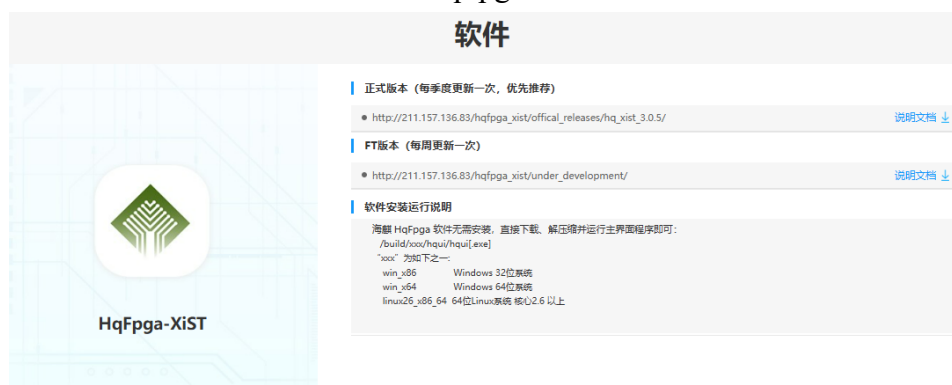 软件
正式版本（每季度更新一次，优先推荐）
http://211.157.136.83/hqfpga_xist/offical_releases/hq_xist_3.0.5/ 说明文档
FT版本（每周更新一次）
http://211.157.136.83/hqfpga_xist/under_development/ 说明文档
软件安装运行说明
海麒 HqFpga 软件无需安装，直接下载、解压缩并运行主界面程序即可：
/build/xxx/hqui/hqui[.exe]
"xxx" 为如下之一:
win_x86 Windows 32位系统
win_x64 Windows 64位系统
linux26_x86_64 64位Linux系统 核心2.6 以上
HqFpga-XiST